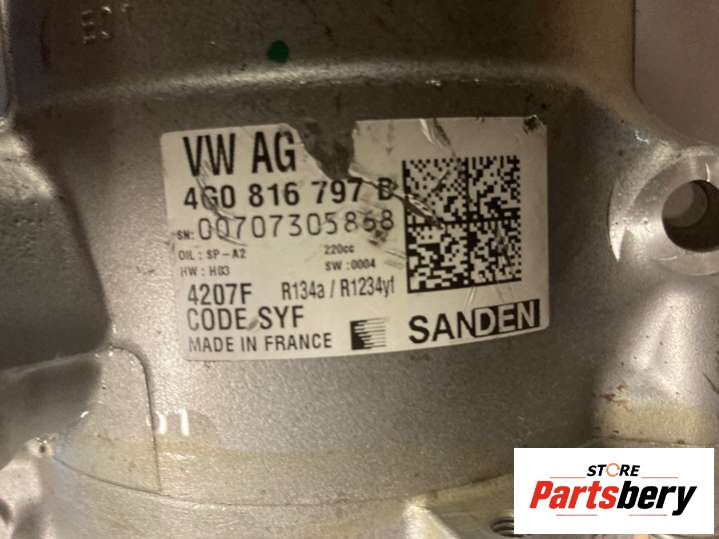 VW AG
4G0 816 797
SN: 00707305868
OIL : SP-A2 220cc
HW : H03 SW :0004
4207F R134a / R1234yf
CODE SYF
MADE IN FRANCE SANDEN
STORE
Partsbery